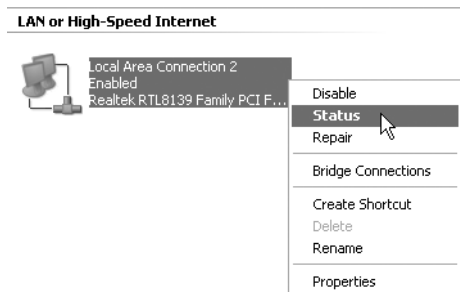 LAN or High-Speed Internet
Local Area Connection 2
Enabled
Realtek RTL8139 Family PCI F...
Disable
Status
Repair
Bridge Connections
Create Shortcut
Delete
Rename
Properties